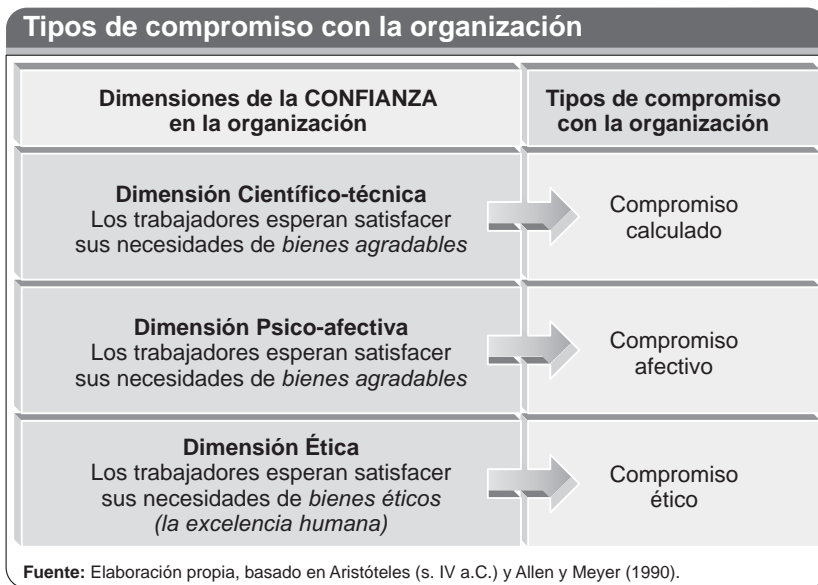 Tipos de compromiso con la organización
Dimensiones de la CONFIANZA
en la organización
Tipos de compromiso
con la organización
Dimensión Científico-técnica
Los trabajadores esperan satisfacer
sus necesidades de bienes agradables
Compromiso
calculado
Dimensión Psico-afectiva
Los trabajadores esperan satisfacer
sus necesidades de bienes agradables
Compromiso
afectivo
Dimensión Ética
Los trabajadores esperan satisfacer
sus necesidades de bienes éticos
(la excelencia humana)
Compromiso
ético
Fuente: Elaboración propia, basado en Aristóteles (s. IV a.C.) y Allen y Meyer (1990).